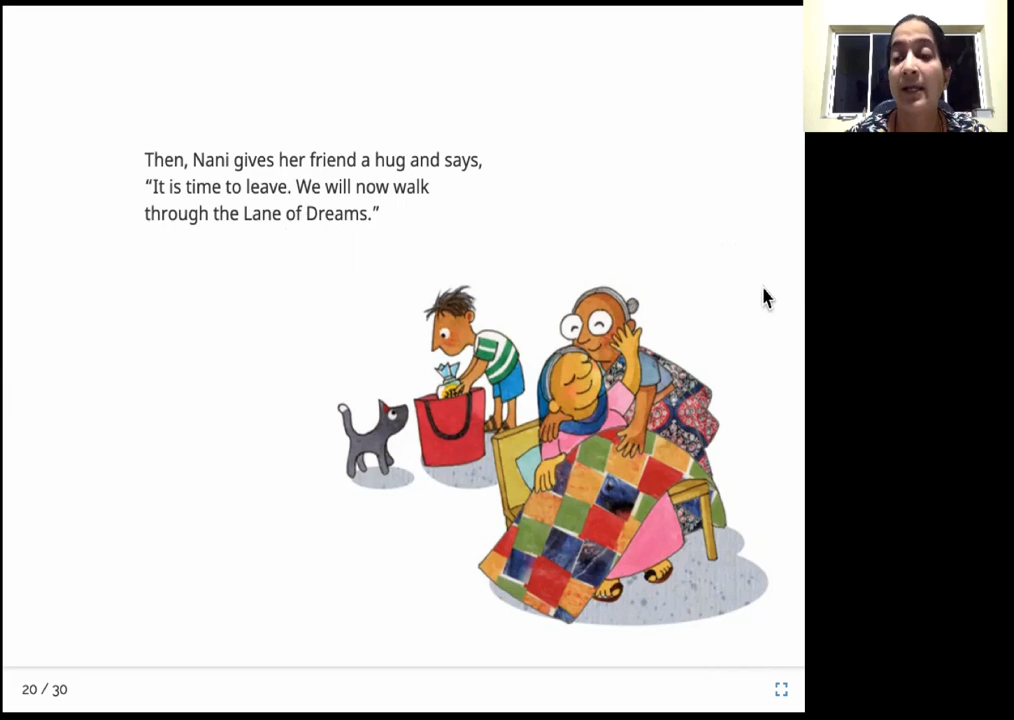 Then, Nani gives her friend a hug and says,
“It is time to leave. We will now walk
through the Lane of Dreams.”
20 / 30